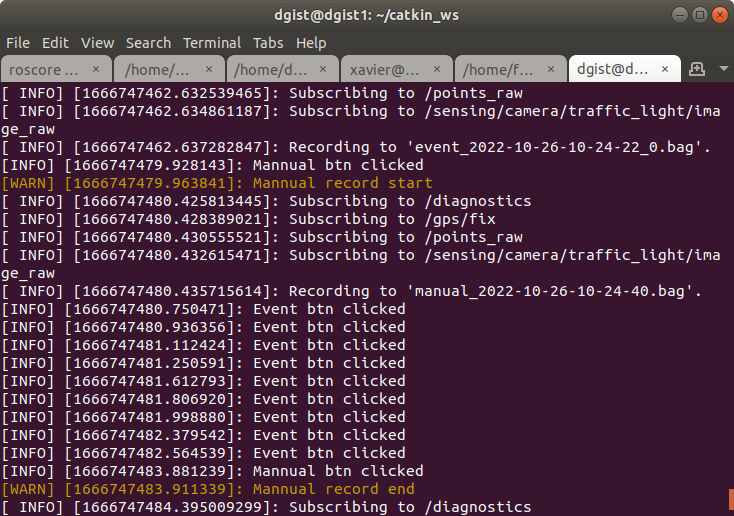 dgist@dgist1: ~/catkin_ws
File Edit View Search Terminal Tabs Help
roscore ... × /home/... × /home/d... × xavier@... × /home/f... × dgist@d... ×
[ INFO] [1666747462.632539465]: Subscribing to /points_raw
[ INFO] [1666747462.634861187]: Subscribing to /sensing/camera/traffic_light/ima
ge_raw
[ INFO] [1666747462.637282847]: Recording to 'event_2022-10-26-10-24-22_0.bag'.
[INFO] [1666747479.928143]: Mannual btn clicked
[WARN] [1666747479.963841]: Mannual record start
[ INFO] [1666747480.425813445]: Subscribing to /diagnostics
[ INFO] [1666747480.428389021]: Subscribing to /gps/fix
[ INFO] [1666747480.430555521]: Subscribing to /points_raw
[ INFO] [1666747480.432615471]: Subscribing to /sensing/camera/traffic_light/ima
ge_raw
[ INFO] [1666747480.435715614]: Recording to 'manual_2022-10-26-10-24-40.bag'.
[INFO] [1666747480.750471]: Event btn clicked
[INFO] [1666747480.936356]: Event btn clicked
[INFO] [1666747481.112424]: Event btn clicked
[INFO] [1666747481.250591]: Event btn clicked
[INFO] [1666747481.612793]: Event btn clicked
[INFO] [1666747481.806920]: Event btn clicked
[INFO] [1666747481.998880]: Event btn clicked
[INFO] [1666747482.379542]: Event btn clicked
[INFO] [1666747482.564539]: Event btn clicked
[INFO] [1666747483.881239]: Mannual btn clicked
[WARN] [1666747483.911339]: Mannual record end
[ INFO] [1666747484.395009299]: Subscribing to /diagnostics